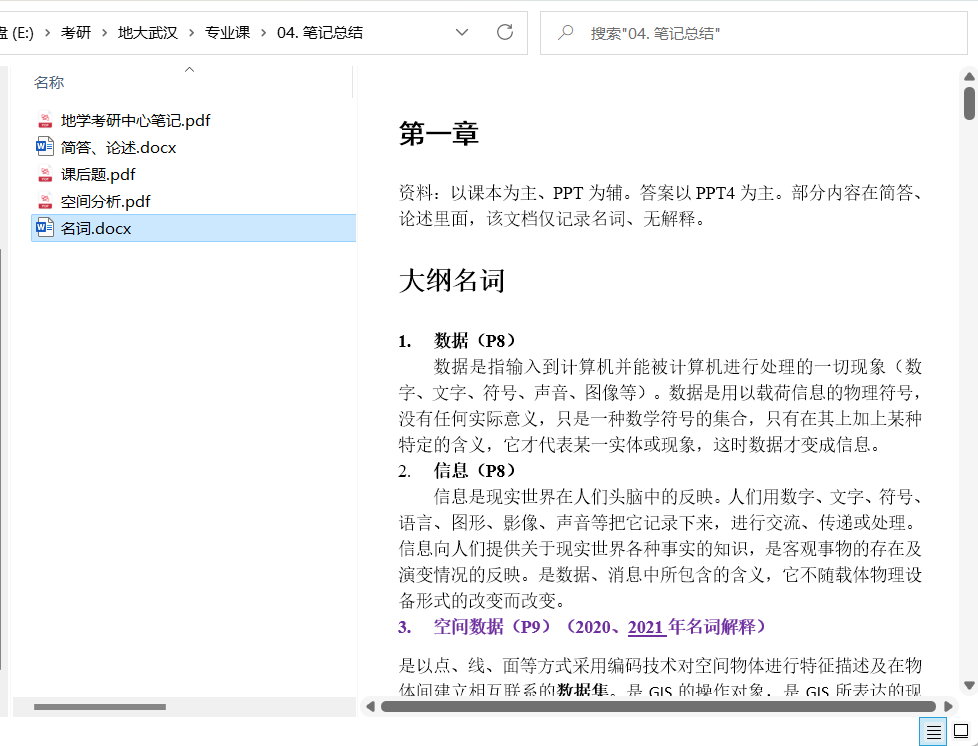 盘 (E:) › 考研 › 地大武汉 › 专业课 › 04. 笔记总结
搜索"04. 笔记总结"
名称
地学考研中心笔记.pdf
简答、论述.docx
课后题.pdf
空间分析.pdf
名词.docx
第一章
资料：以课本为主、PPT 为辅。答案以 PPT4 为主。部分内容在简答、
论述里面，该文档仅记录名词、无解释。
大纲名词
1. 数据（P8）
数据是指输入到计算机并能被计算机进行处理的一切现象（数
字、文字、符号、声音、图像等）。数据是用以载荷信息的物理符号，
没有任何实际意义，只是一种数学符号的集合，只有在其上加上某种
特定的含义，它才代表某一实体或现象，这时数据才变成信息。
2. 信息（P8）
信息是现实世界在人们头脑中的反映。人们用数字、文字、符号、
语言、图形、影像、声音等把它记录下来，进行交流、传递或处理。
信息向人们提供关于现实世界各种事实的知识，是客观事物的存在及
演变情况的反映。是数据、消息中所包含的含义，它不随载体物理设
备形式的改变而改变。
3. 空间数据（P9）（2020、2021 年名词解释）
是以点、线、面等方式采用编码技术对空间物体进行特征描述及在物
体间建立相互联系的数据集。是 GIS 的操作对象，是 GIS 所表达的现